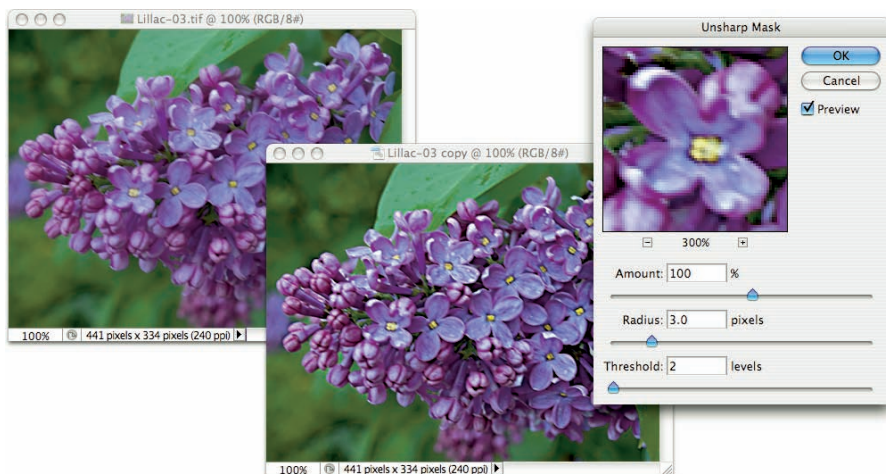 Lillac-03.tif @ 100% (RGB/8#)
100%
441 pixels x 334 pixels (240 ppi)
Lillac-03 copy @ 100% (RGB/8#)
100%
441 pixels x 334 pixels (240 ppi)
Unsharp Mask
OK
Cancel
Preview
300%
Amount: 100 %
Radius: 3.0 pixels
Threshold: 2 levels